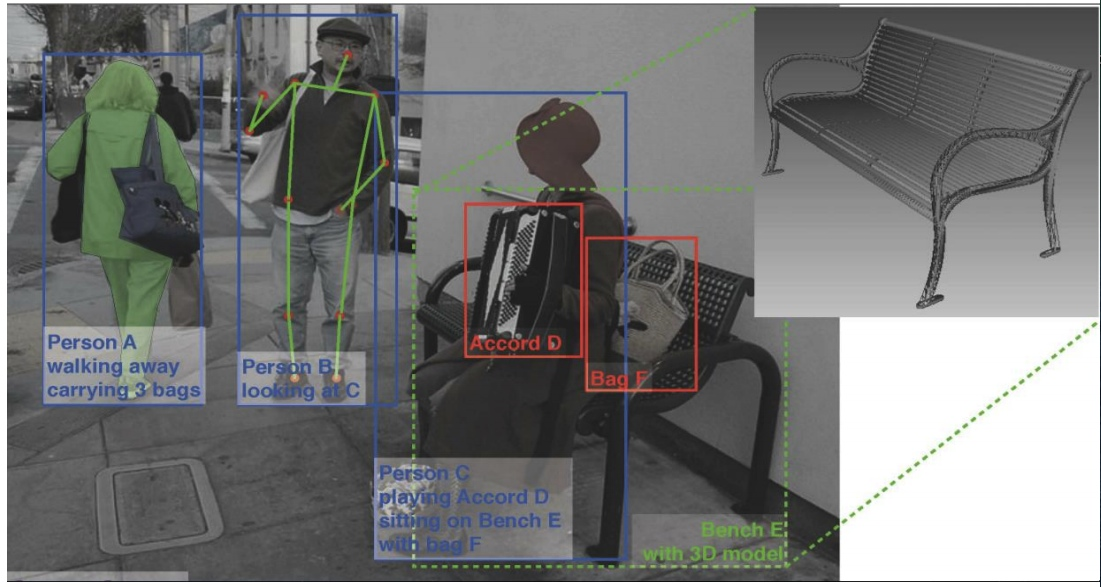 Person A
walking away
carrying 3 bags
Person B
looking at C
Accord D
Bag F
Person C
playing Accord D
sitting on Bench E
with bag F
Bench E
with 3D model